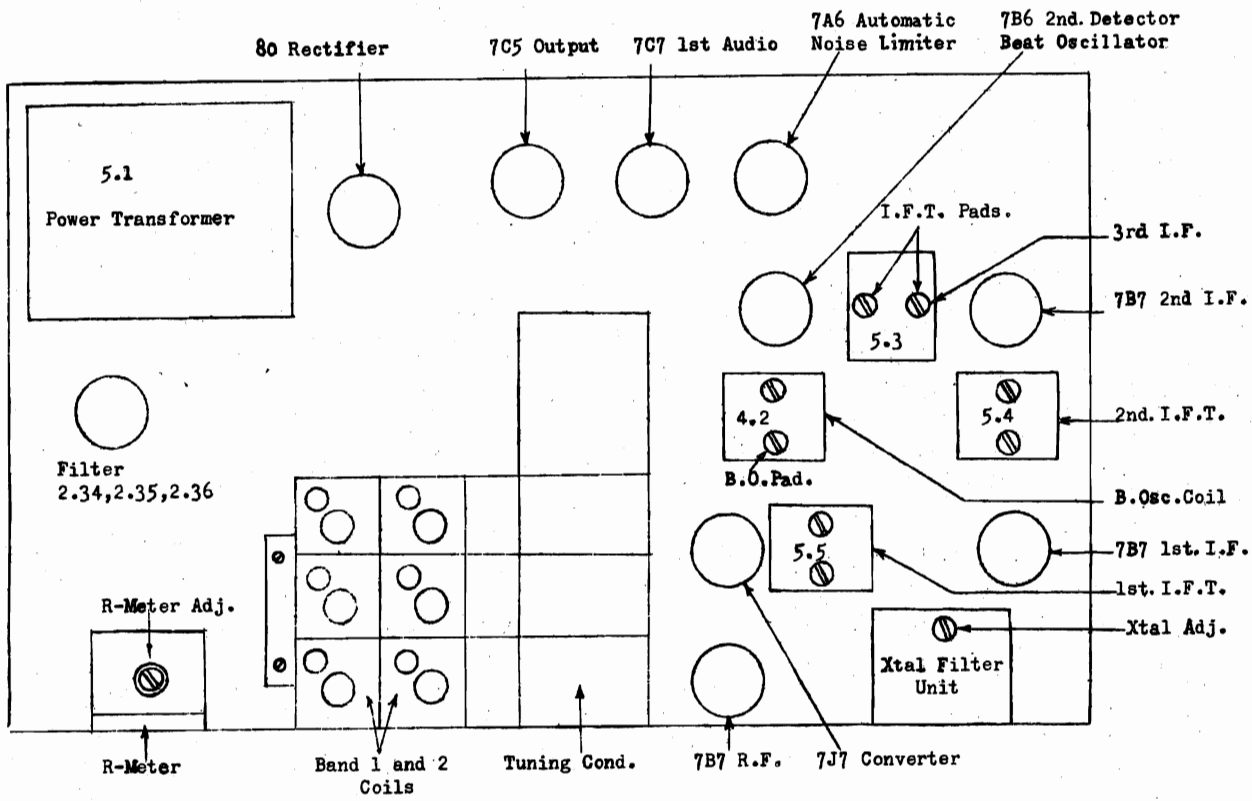 80 Rectifier
7C5 Output
7C7 1st Audio
7A6 Automatic
Noise Limiter
7B6 2nd. Detector
Beat Oscillator
5.1
Power Transformer
I.F.T. Pads.
3rd I.F.
7B7 2nd I.F.
5.3
4.2
5.4
2nd. I.F.T.
B.O.Pad.
Filter
2.34,2.35,2.36
B.Osc.Coil
5.5
7B7 1st. I.F.
1st. I.F.T.
R-Meter Adj.
Xtal Adj.
Xtal Filter
Unit
R-Meter
Band 1 and 2
Coils
Tuning Cond.
7B7 R.F.
7J7 Converter